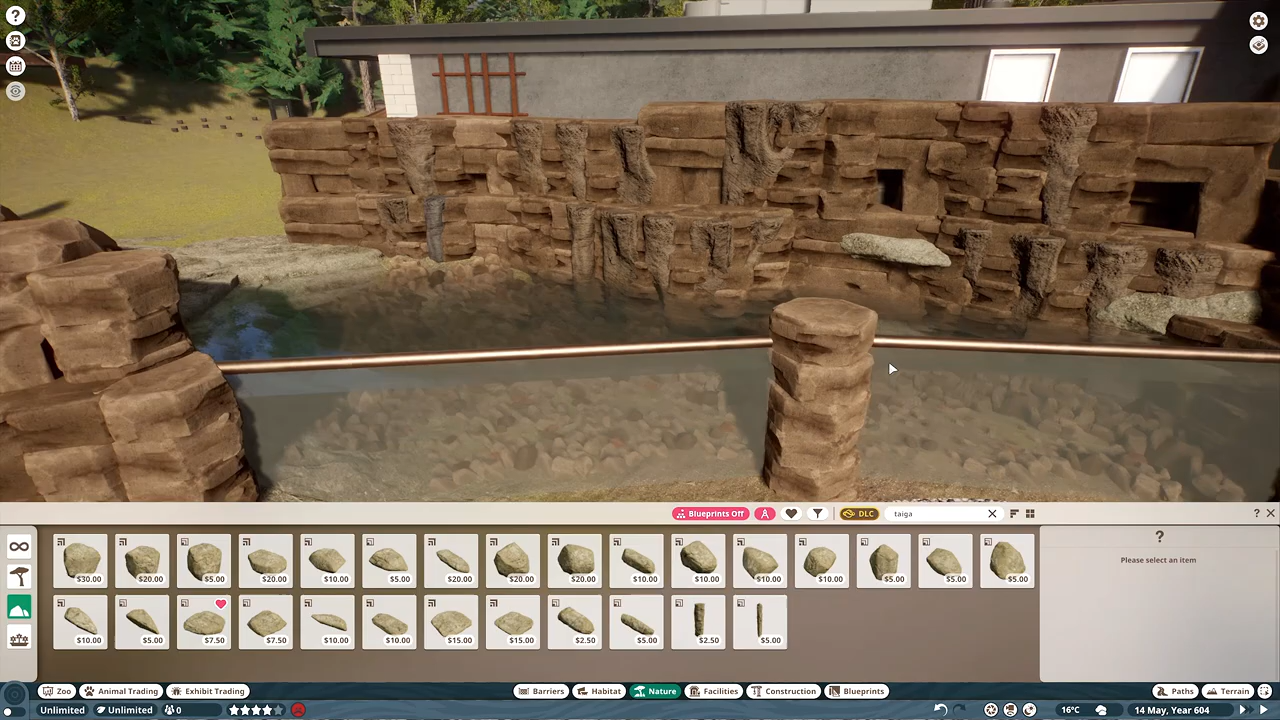 Blueprints Off
DLC
taiga
$30.00 $20.00 $5.00 $20.00 $10.00 $5.00 $20.00 $20.00 $20.00 $10.00 $10.00 $10.00 $10.00 $5.00 $5.00 $5.00
$10.00 $5.00 $7.50 $7.50 $10.00 $10.00 $15.00 $15.00 $2.50 $5.00 $2.50 $5.00
?
Please select an item
Zoo Animal Trading Exhibit Trading Barriers Habitat Nature Facilities Construction Blueprints Paths Terrain
Unlimited Unlimited 0 16°C 14 May, Year 604